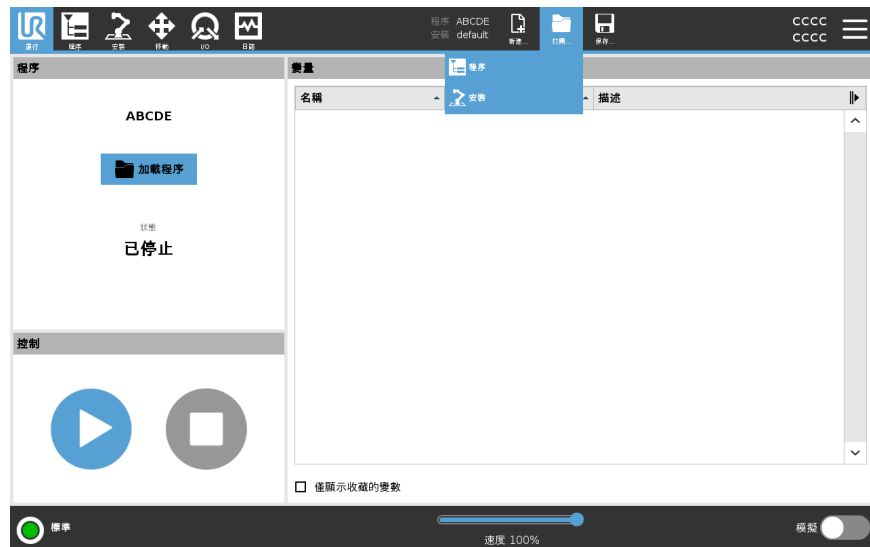 運行
程序
安裝
移動
I/O
日誌
程序 ABCDE
安裝 default
新建...
打開...
保存...
CCCC
CCCC
程序
ABCDE
加載程序
狀態
已停止
控制
變量
程序
安裝
名稱
描述
僅顯示收藏的變數
標準
速度 100%
模擬